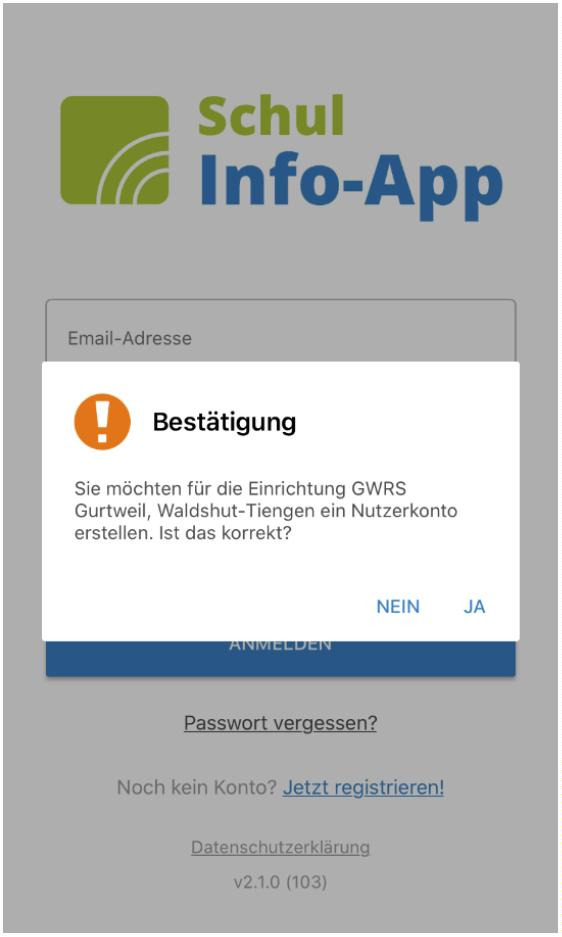 Schul
Info-App
Email-Adresse
Bestätigung
Sie möchten für die Einrichtung GWRS
Gurtweil, Waldshut-Tiengen ein Nutzerkonto
erstellen. Ist das korrekt?
NEIN JA
ANMELDEN
Passwort vergessen?
Noch kein Konto? Jetzt registrieren!
Datenschutzerklärung
v2.1.0 (103)